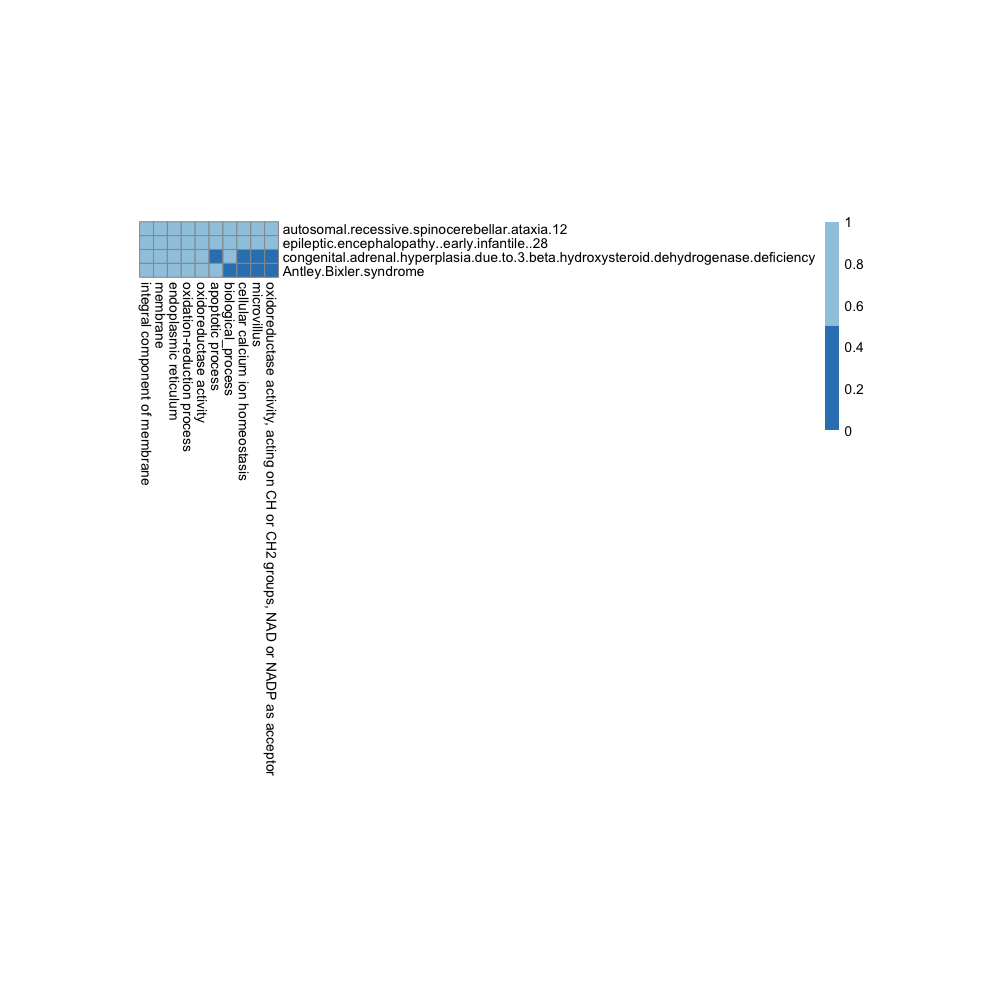 autosomal.recessive.spinocerebellar.ataxia.12
epileptic.encephalopathy..early.infantile..28
congenital.adrenal.hyperplasia.due.to.3.beta.hydroxysteroid.dehydrogenase.deficiency
Antley.Bixler.syndrome
integral component of membrane
membrane
endoplasmic reticulum
oxidation-reduction process
oxidoreductase activity
apoptotic process
biological_process
cellular calcium ion homeostasis
microvillus
oxidoreductase activity, acting on CH or CH2 groups, NAD or NADP as acceptor
1
0.8
0.6
0.4
0.2
0